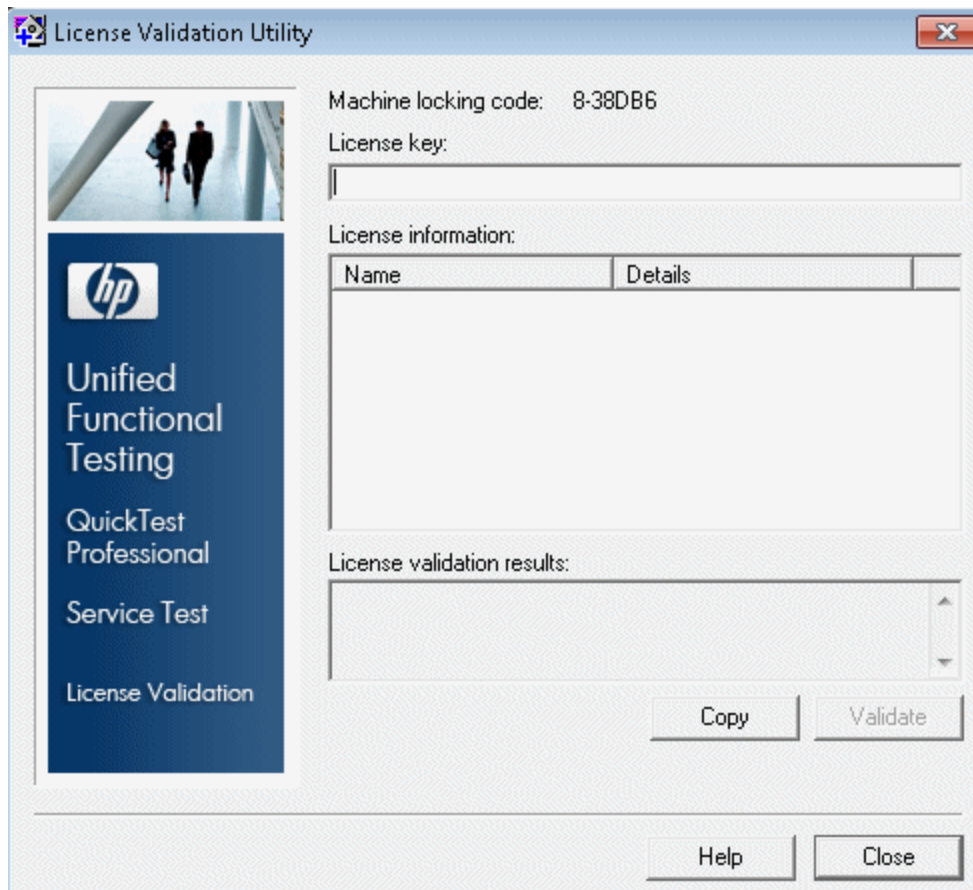 License Validation Utility
Machine locking code: 8-38DB6
License key:
License information:
Name Details
hp
Unified
Functional
Testing
QuickTest
Professional
Service Test
License Validation
License validation results:
Copy Validate
Help Close